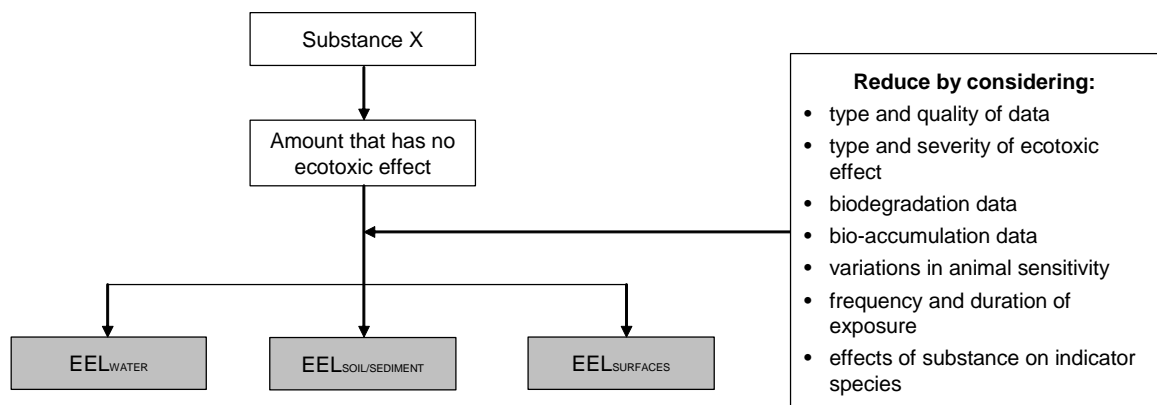 Substance X
Amount that has no
ecotoxic effect
Reduce by considering:
• type and quality of data
• type and severity of ecotoxic
effect
• biodegradation data
• bio-accumulation data
• variations in animal sensitivity
• frequency and duration of
exposure
• effects of substance on indicator
species
EELWATER
EELSOIL/SEDIMENT
EELSURFACES